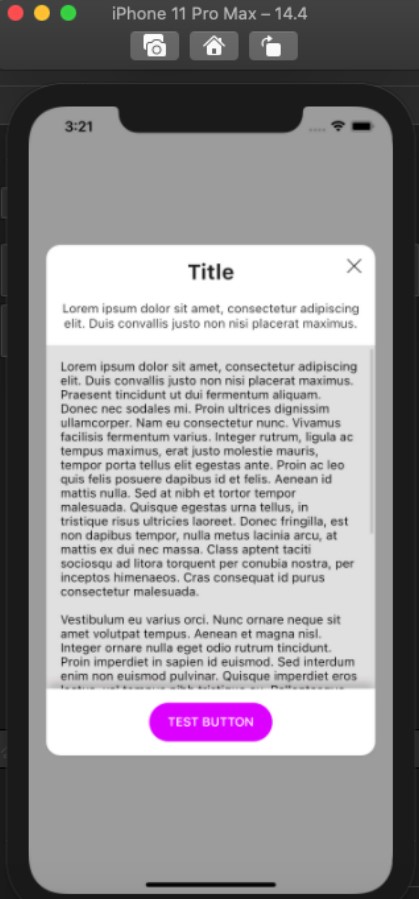 iPhone 11 Pro Max – 14.4
3:21
Title
Lorem ipsum dolor sit amet, consectetur adipiscing
elit. Duis convallis justo non nisi placerat maximus.
Lorem ipsum dolor sit amet, consectetur adipiscing
elit. Duis convallis justo non nisi placerat maximus.
Praesent tincidunt ut dui fermentum aliquam.
Donec nec sodales mi. Proin ultrices dignissim
ullamcorper. Nam eu consectetur nunc. Vivamus
facilisis fermentum varius. Integer rutrum, ligula ac
tempus maximus, erat justo molestie mauris,
tempor porta tellus elit egestas ante. Proin ac leo
quis felis posuere dapibus id et felis. Aenean id
mattis nulla. Sed at nibh et tortor tempor
malesuada. Quisque egestas urna tellus, in
tristique risus ultricies laoreet. Donec fringilla, est
non dapibus tempor, nulla metus lacinia arcu, at
mattis ex dui nec massa. Class aptent taciti
sociosqu ad litora torquent per conubia nostra, per
inceptos himenaeos. Cras consequat id purus
consectetur malesuada.
Vestibulum eu varius orci. Nunc ornare neque sit
amet volutpat tempus. Aenean et magna nisl.
Integer ornare nulla eget odio rutrum tincidunt.
Proin imperdiet in sapien id euismod. Sed interdum
enim non euismod pulvinar. Quisque imperdiet eros
TEST BUTTON